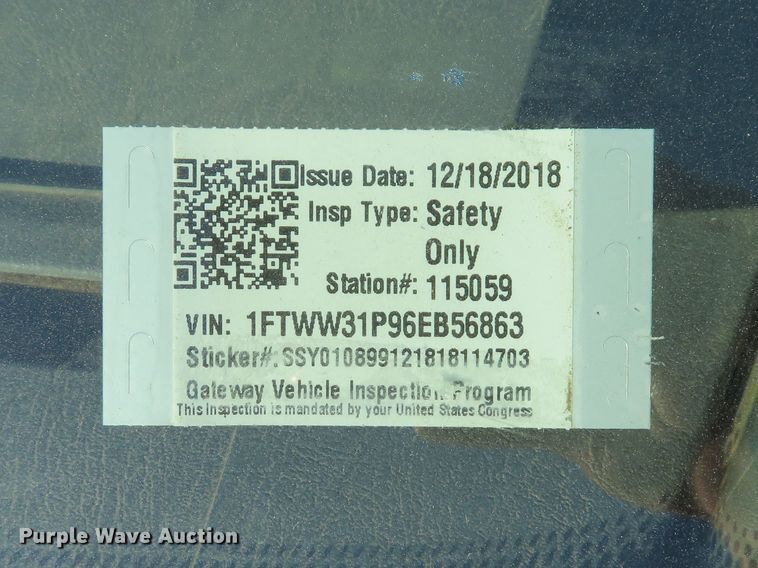 Issue Date: 12/18/2018
Insp Type: Safety
Only
Station#: 115059
VIN: 1FTWW31P96EB56863
Sticker#: SSY010899121818114703
Gateway Vehicle Inspection Program
This Inspection is mandated by your United States Congress
Purple Wave Auction